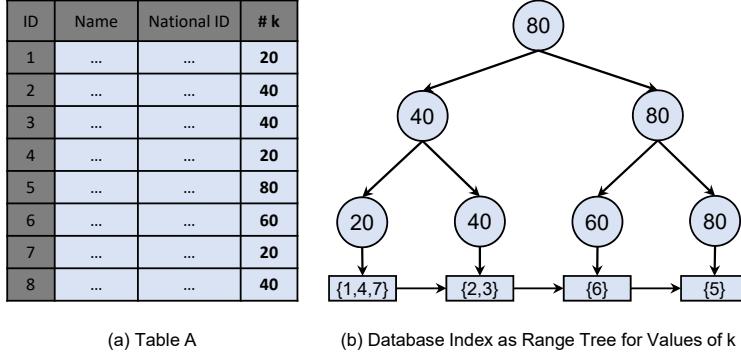 ID Name National ID # k
1 ... ... 20
2 ... ... 40
3 ... ... 40
4 ... ... 20
5 ... ... 80
6 ... ... 60
7 ... ... 20
8 ... ... 40
(a) Table A
80
40 80
20 40 60 80
{1,4,7} {2,3} {6} {5}
(b) Database Index as Range Tree for Values of k